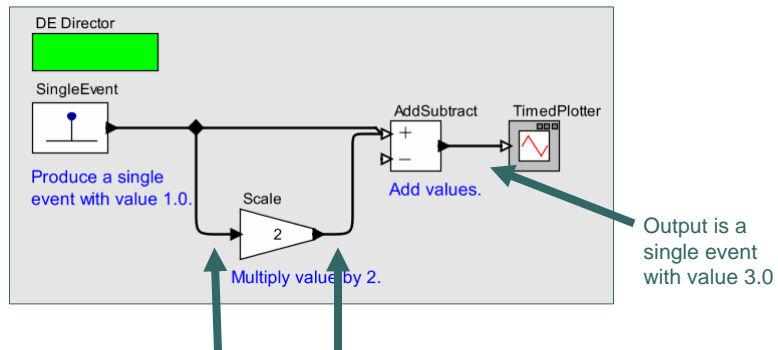 DE Director
SingleEvent
AddSubtract
TimedPlotter
+
−
Produce a single
event with value 1.0.
Add values.
Scale
2
Multiply value by 2.
Output is a
single event
with value 3.0